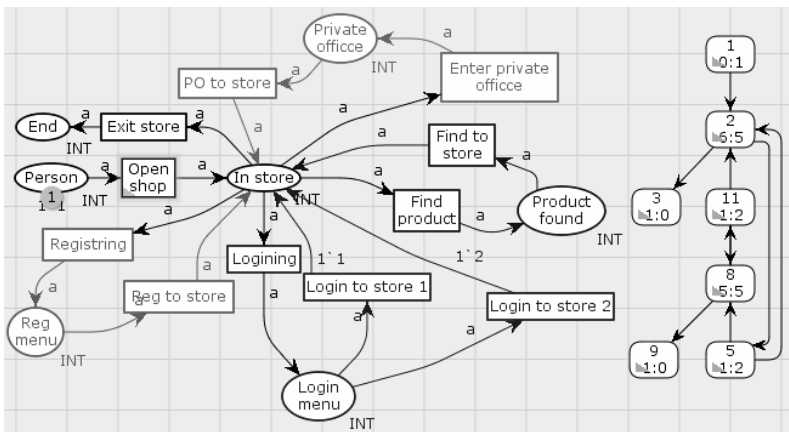 Private
officce
a
INT
a
PO to store
Enter private
officce
a
a
End
a
Exit store
a
INT
a
Find to
store
Person
a
Open
shop
a
In store
a
1
INT
INT
a
Find
product
a
Product
found
INT
Registring
a
a
a
Logining
1`1
1`2
a
Reg to store
a
Login to store 1
Login to store 2
Reg
menu
INT
a
a
a
Login
menu
INT
1
0:1
2
6:5
3
1:0
11
1:2
8
5:5
9
1:0
5
1:2